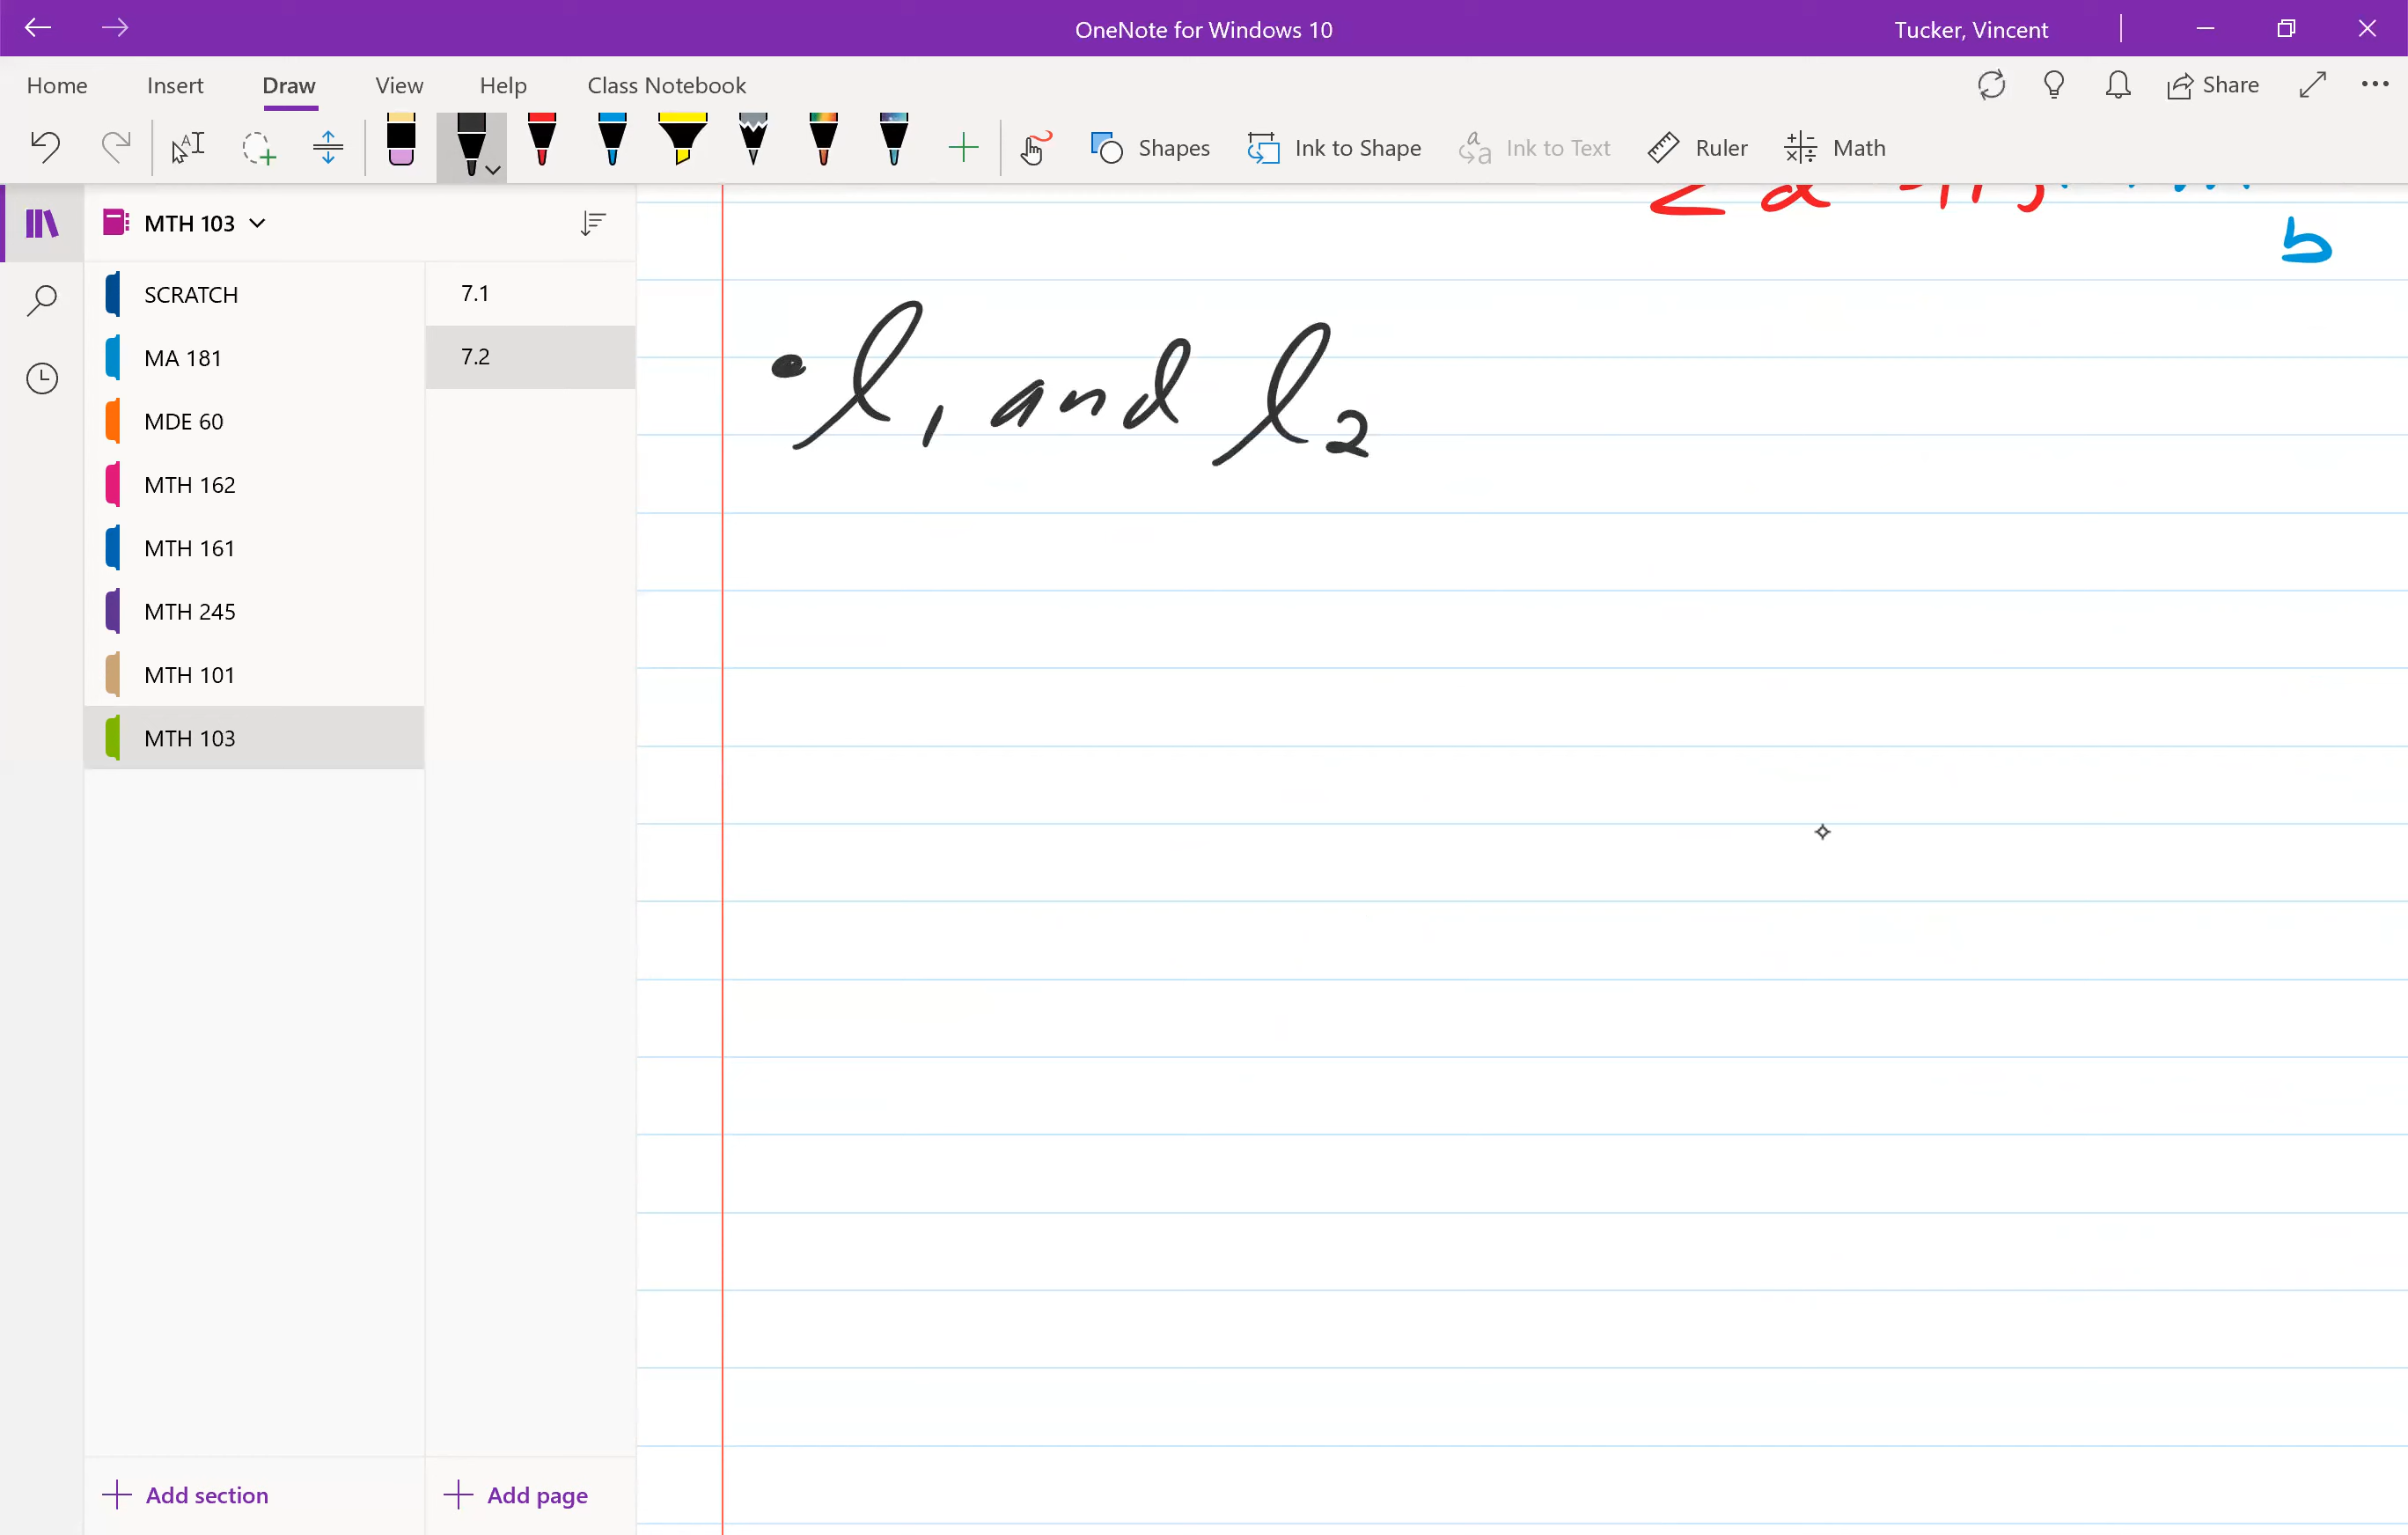 OneNote for Windows 10 Tucker, Vincent
Home Insert Draw View Help Class Notebook Share
Shapes Ink to Shape Ink to Text Ruler Math
MTH 103
SCRATCH
MA 181
MDE 60
MTH 162
MTH 161
MTH 245
MTH 101
MTH 103
7.1
7.2
b
• l₁ and l₂
Add section Add page